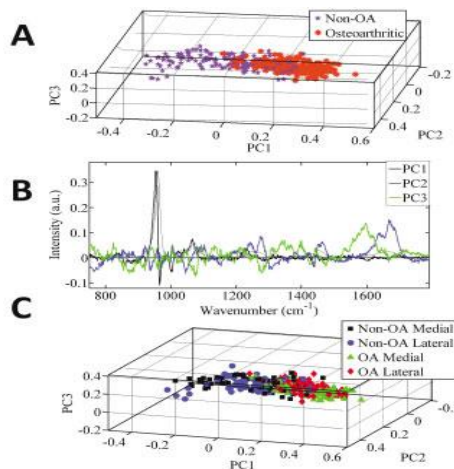 A
Non-OA
Osteoarthritic
0.4
0.2
0
-0.2
PC3
-0.4
-0.2
0
0.2
0.4
0.6
PC1
-0.2
0
0.2
0.4
PC2
B
PC1
PC2
PC3
0.3
0.2
0.1
0
-0.1
Intensity (a.u.)
800
1000
1200
1400
1600
Wavenumber (cm⁻¹)
C
Non-OA Medial
Non-OA Lateral
OA Medial
OA Lateral
0.4
0.2
0
-0.2
PC3
-0.4
-0.2
0
0.2
0.4
0.6
PC1
0
0.2
0.4
PC2